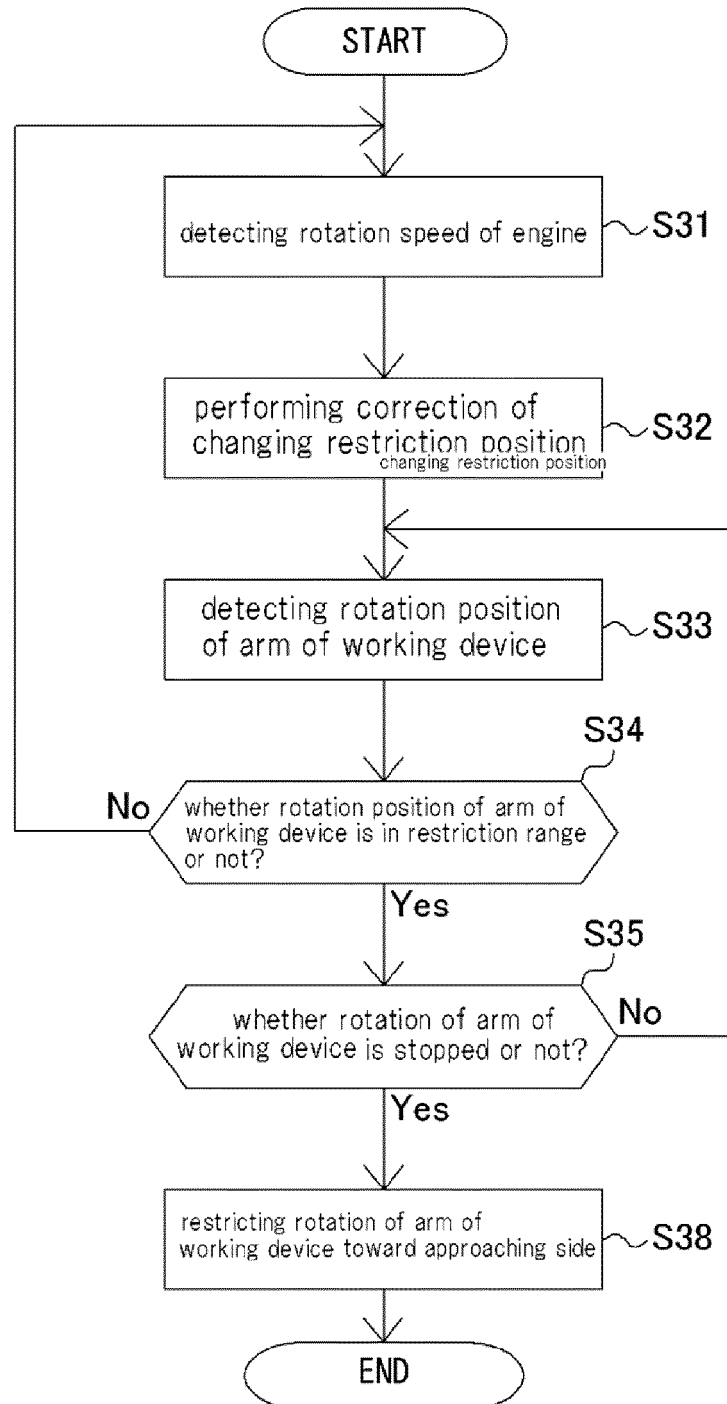 START
detecting rotation speed of engine
S31
performing correction of
changing restriction position
changing restriction position
S32
detecting rotation position
of arm of working device
S33
S34
No
whether rotation position of arm of
working device is in restriction range
or not?
Yes
S35
whether rotation of arm of
working device is stopped or not?
No
Yes
restricting rotation of arm of
working device toward approaching side
S38
END